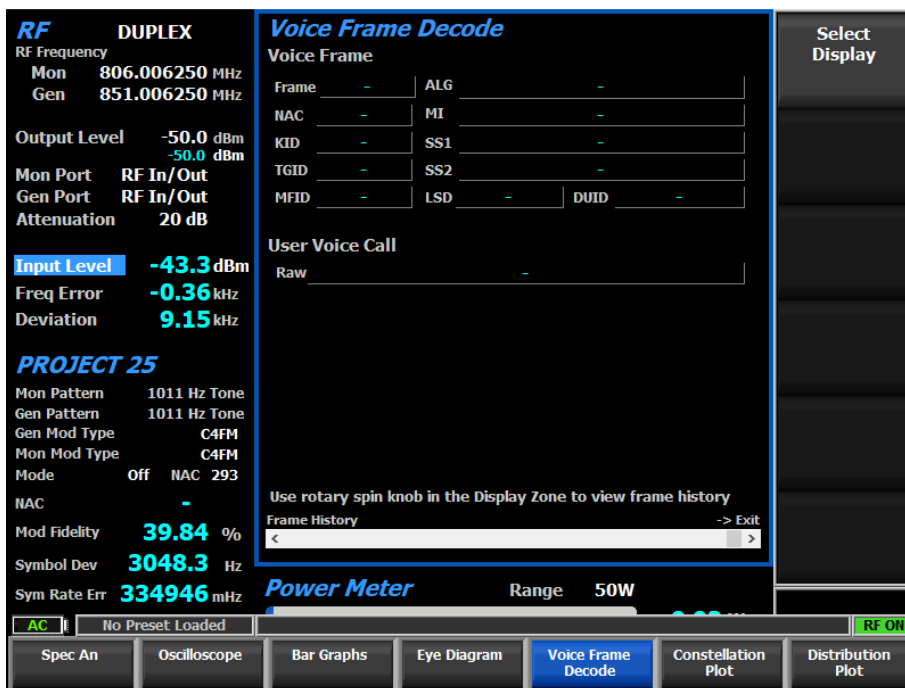 RF DUPLEX
RF Frequency
Mon 806.006250 MHz
Gen 851.006250 MHz
Output Level -50.0 dBm
-50.0 dBm
Mon Port RF In/Out
Gen Port RF In/Out
Attenuation 20 dB
Input Level -43.3 dBm
Freq Error -0.36 kHz
Deviation 9.15 kHz
PROJECT 25
Mon Pattern 1011 Hz Tone
Gen Pattern 1011 Hz Tone
Gen Mod Type C4FM
Mon Mod Type C4FM
Mode Off NAC 293
NAC -
Mod Fidelity 39.84 %
Symbol Dev 3048.3 Hz
Sym Rate Err 334946 mHz
Voice Frame Decode
Voice Frame
Frame - ALG -
NAC - MI -
KID - SS1 -
TGID - SS2 -
MFID - LSD - DUID -
User Voice Call
Raw -
Use rotary spin knob in the Display Zone to view frame history
Frame History -> Exit
< >
Power Meter Range 50W
Select
Display
AC No Preset Loaded RF ON
Spec An
Oscilloscope
Bar Graphs
Eye Diagram
Voice Frame
Decode
Constellation
Plot
Distribution
Plot